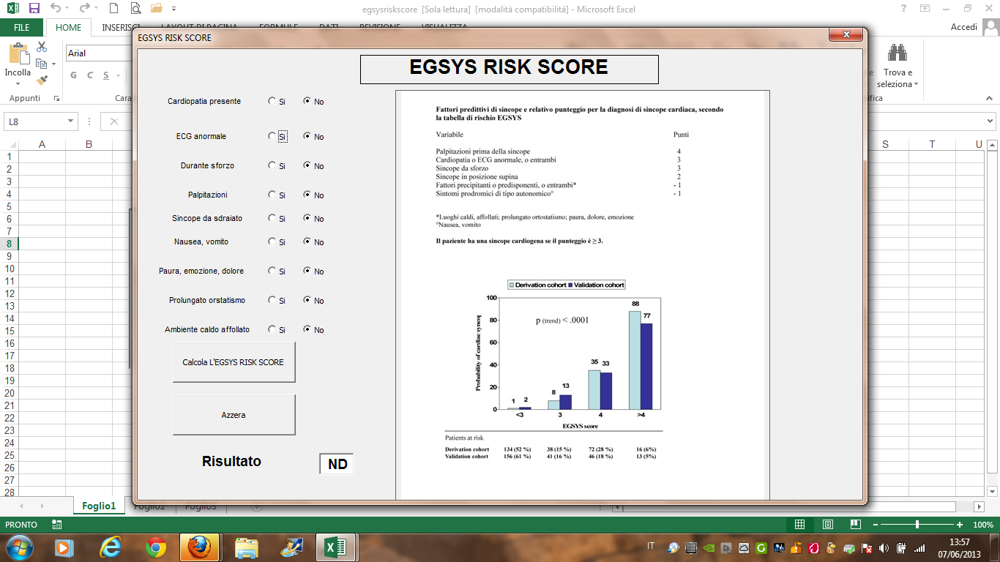 egsysriskscore [Sola lettura] [modalità compatibilità] - Microsoft Excel
FILE HOME INSERISCI LAYOUT DI PAGINA FORMULE DATI REVISIONE VISUALIZZA Accedi
Incolla
Appunti
Arial
G C S
Trova e
seleziona
L8
A B S T U
1
2
3
4
5
6
7
8
9
10
11
12
13
14
15
16
17
18
19
20
21
22
23
24
25
26
27
28
EGSYS RISK SCORE
EGSYS RISK SCORE
Cardiopatia presente Si No
ECG anormale Si No
Durante sforzo Si No
Palpitazioni Si No
Sincope da sdraiato Si No
Nausea, vomito Si No
Paura, emozione, dolore Si No
Prolungato orstatismo Si No
Ambiente caldo affollato Si No
Calcola L'EGSYS RISK SCORE
Azzera
Risultato ND
Fattori predittivi di sincope e relativo punteggio per la diagnosi di sincope cardiaca, secondo
la tabella di rischio EGSYS
Variabile Punti
Palpitazioni prima della sincope 4
Cardiopatia o ECG anormale, o entrambi 3
Sincope da sforzo 3
Sincope in posizione supina 2
Fattori precipitanti o predisponenti, o entrambi* - 1
Sintomi prodromici di tipo autonomico° - 1
*Luoghi caldi, affollati; prolungato ortostatismo; paura, dolore, emozione
°Nausea, vomito
Il paziente ha una sincope cardiogena se il punteggio è ≥ 3.
Derivation cohort Validation cohort
Probability of cardiac
100
80
60
40
20
0
p (trend) < .0001
1 2 8 13 35 33 88 77
<3 3 4 >4
EGSYS score
Patients at risk
Derivation cohort 134 (52 %) 38 (15 %) 72 (28 %) 16 (6%)
Validation cohort 156 (61 %) 41 (16 %) 46 (18 %) 13 (5%)
Foglio1 Foglio2 Foglio3
PRONTO 100%
IT 13:57
07/06/2013